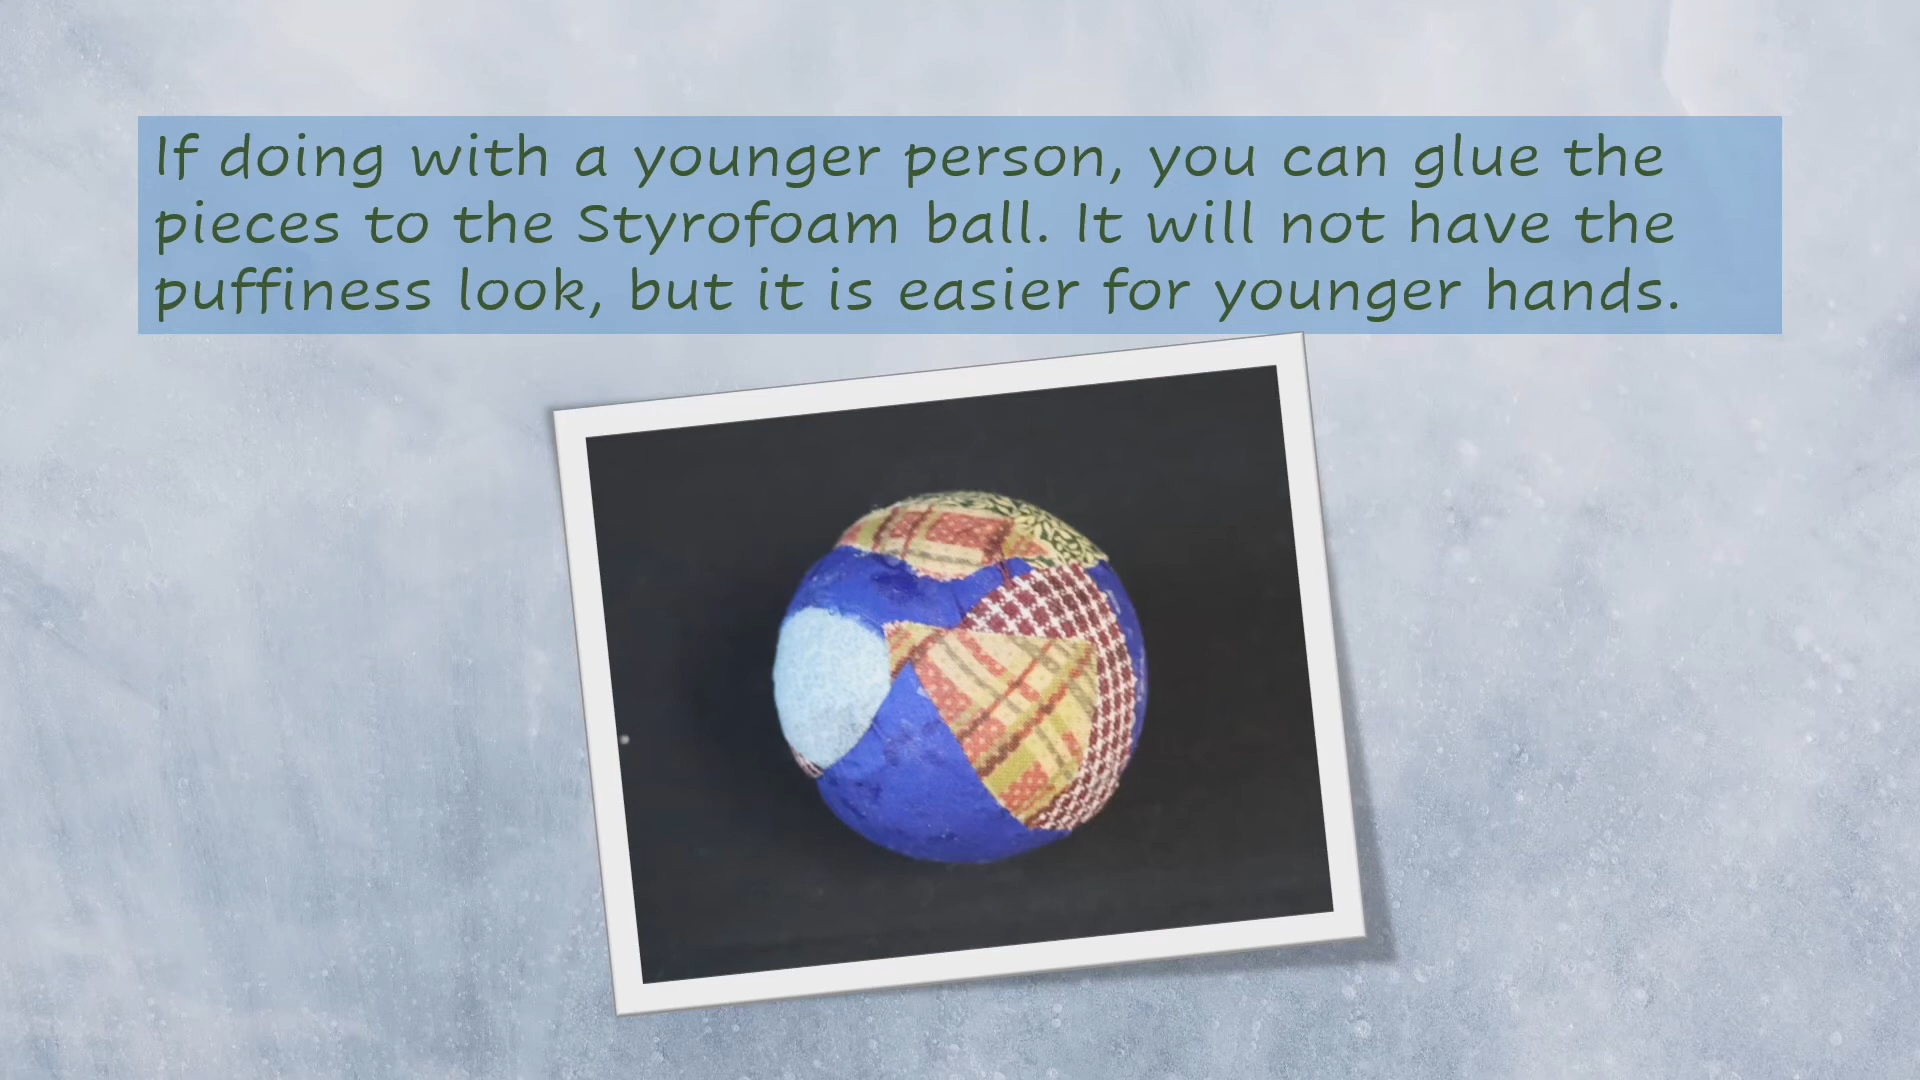 If doing with a younger person, you can glue the
pieces to the Styrofoam ball. It will not have the
puffiness look, but it is easier for younger hands.